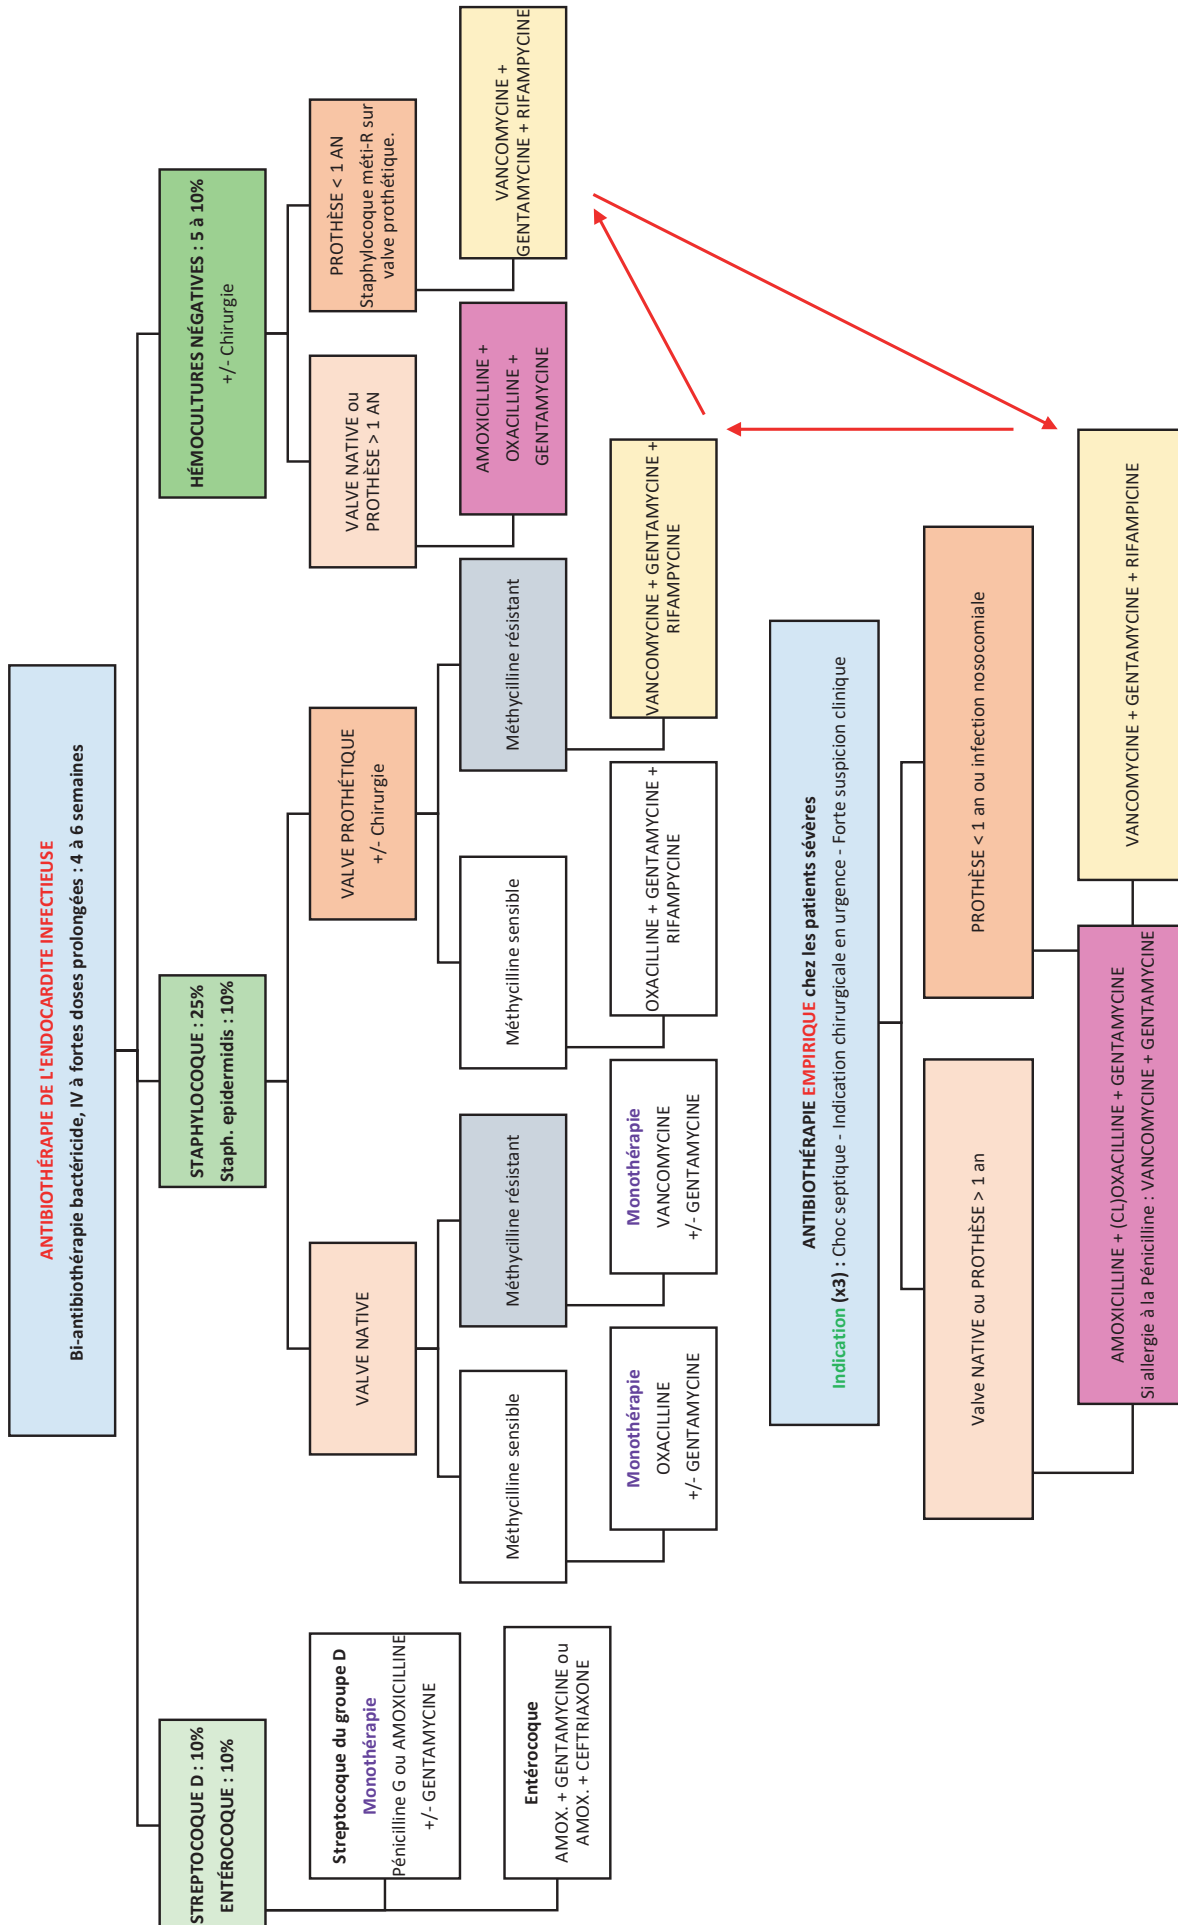 ANTIBIOTHÉRAPIE DE L'ENDOCARDITE INFECTIEUSE
Bi-antibiothérapie bactéricide, IV à fortes doses prolongées : 4 à 6 semaines
STREPTOCOQUE D : 10%
ENTÉROCOQUE : 10%
Streptocoque du groupe D
Monothérapie
Pénicilline G ou AMOXICILLINE
+/- GENTAMYCINE
Entérocoque
AMOX. + GENTAMYCINE ou
AMOX. + CEFTRIAXONE
STAPHYLOCOQUE : 25%
Staph. epidermidis : 10%
VALVE NATIVE
Méthycilline sensible
Monothérapie
OXACILLINE
+/- GENTAMYCINE
Méthycilline résistant
Monothérapie
VANCOMYCINE
+/- GENTAMYCINE
VALVE PROTHÉTIQUE
+/- Chirurgie
Méthycilline sensible
OXACILLINE + GENTAMYCINE +
RIFAMPYCINE
Méthycilline résistant
VANCOMYCINE + GENTAMYCINE +
RIFAMPYCINE
HÉMOCULTURES NÉGATIVES : 5 à 10%
+/- Chirurgie
VALVE NATIVE ou
PROTHÈSE > 1 AN
AMOXICILLINE +
OXACILLINE +
GENTAMYCINE
PROTHÈSE < 1 AN
Staphylocoque méti-R sur
valve prothétique.
VANCOMYCINE +
GENTAMYCINE + RIFAMPYCINE
ANTIBIOTHÉRAPIE EMPIRIQUE chez les patients sévères
Indication (x3) : Choc septique - Indication chirurgicale en urgence - Forte suspicion clinique
Valve NATIVE ou PROTHÈSE > 1 an
AMOXICILLINE + (CL)OXACILLINE + GENTAMYCINE
Si allergie à la Pénicilline : VANCOMYCINE + GENTAMYCINE
PROTHÈSE < 1 an ou infection nosocomiale
VANCOMYCINE + GENTAMYCINE + RIFAMPICINE